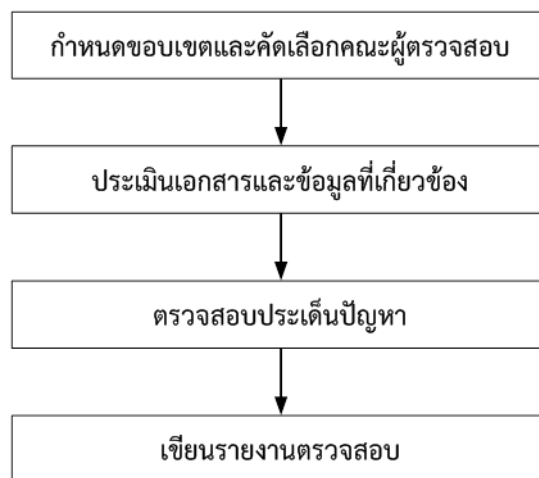 กำหนดขอบเขตและคัดเลือกคณะผู้ตรวจสอบ
ประเมินเอกสารและข้อมูลที่เกี่ยวข้อง
ตรวจสอบประเด็นปัญหา
เขียนรายงานตรวจสอบ